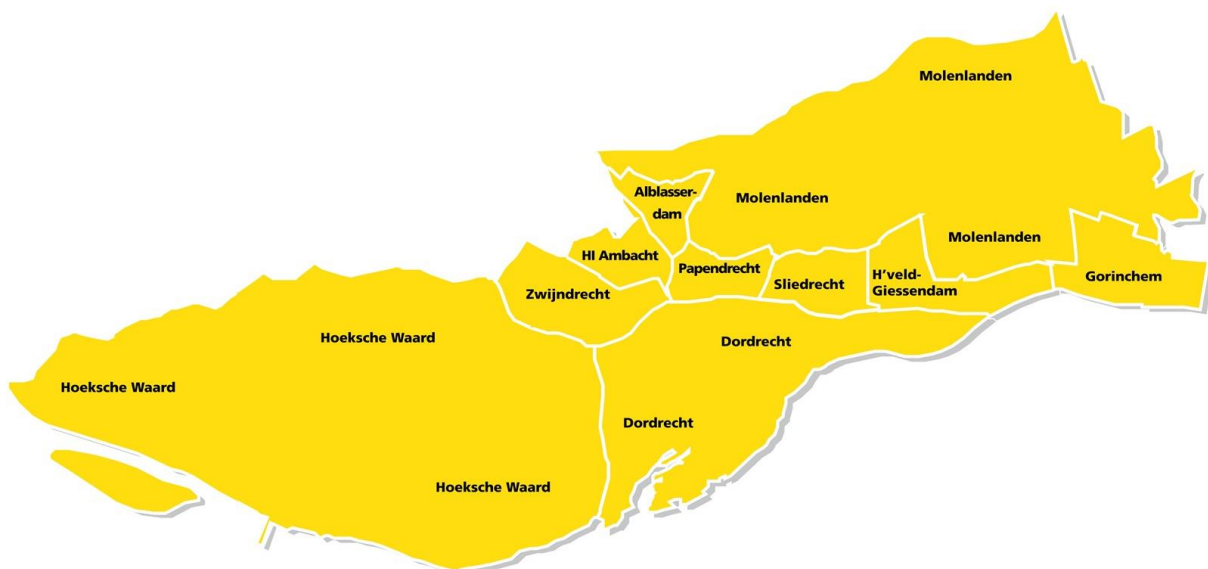 Molenlanden
Alblasser-
dam
Molenlanden
Molenlanden
Hl Ambacht
Papendrecht
Sliedrecht
H'veld-
Giessendam
Gorinchem
Zwijndrecht
Hoeksche Waard
Dordrecht
Hoeksche Waard
Dordrecht
Hoeksche Waard